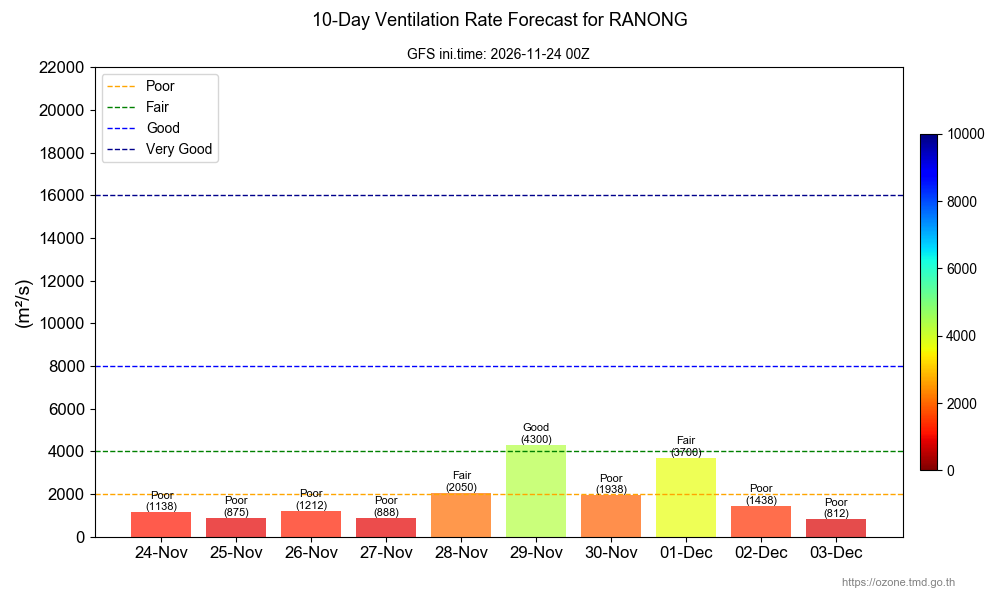 10-Day Ventilation Rate Forecast for RANONG
GFS ini.time: 2026-11-24 00Z
(m²/s)
22000
20000
18000
16000
14000
12000
10000
8000
6000
4000
2000
0
Poor
Fair
Good
Very Good
Poor
(1138)
Poor
(875)
Poor
(1212)
Poor
(888)
Fair
(2050)
Good
(4300)
Poor
(1938)
Fair
(3700)
Poor
(1438)
Poor
(812)
24-Nov 25-Nov 26-Nov 27-Nov 28-Nov 29-Nov 30-Nov 01-Dec 02-Dec 03-Dec
10000
8000
6000
4000
2000
0
https://ozone.tmd.go.th